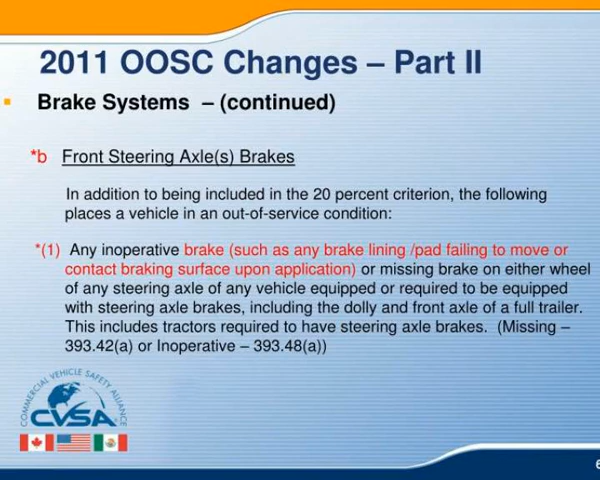 2011 OOSC Changes – Part II
Brake Systems – (continued)
*b Front Steering Axle(s) Brakes
In addition to being included in the 20 percent criterion, the following
places a vehicle in an out-of-service condition:
*(1) Any inoperative brake (such as any brake lining /pad failing to move or
contact braking surface upon application) or missing brake on either wheel
of any steering axle of any vehicle equipped or required to be equipped
with steering axle brakes, including the dolly and front axle of a full trailer.
This includes tractors required to have steering axle brakes. (Missing –
393.42(a) or Inoperative – 393.48(a))
COMMERCIAL VEHICLE SAFETY ALLIANCE
CVSA
6